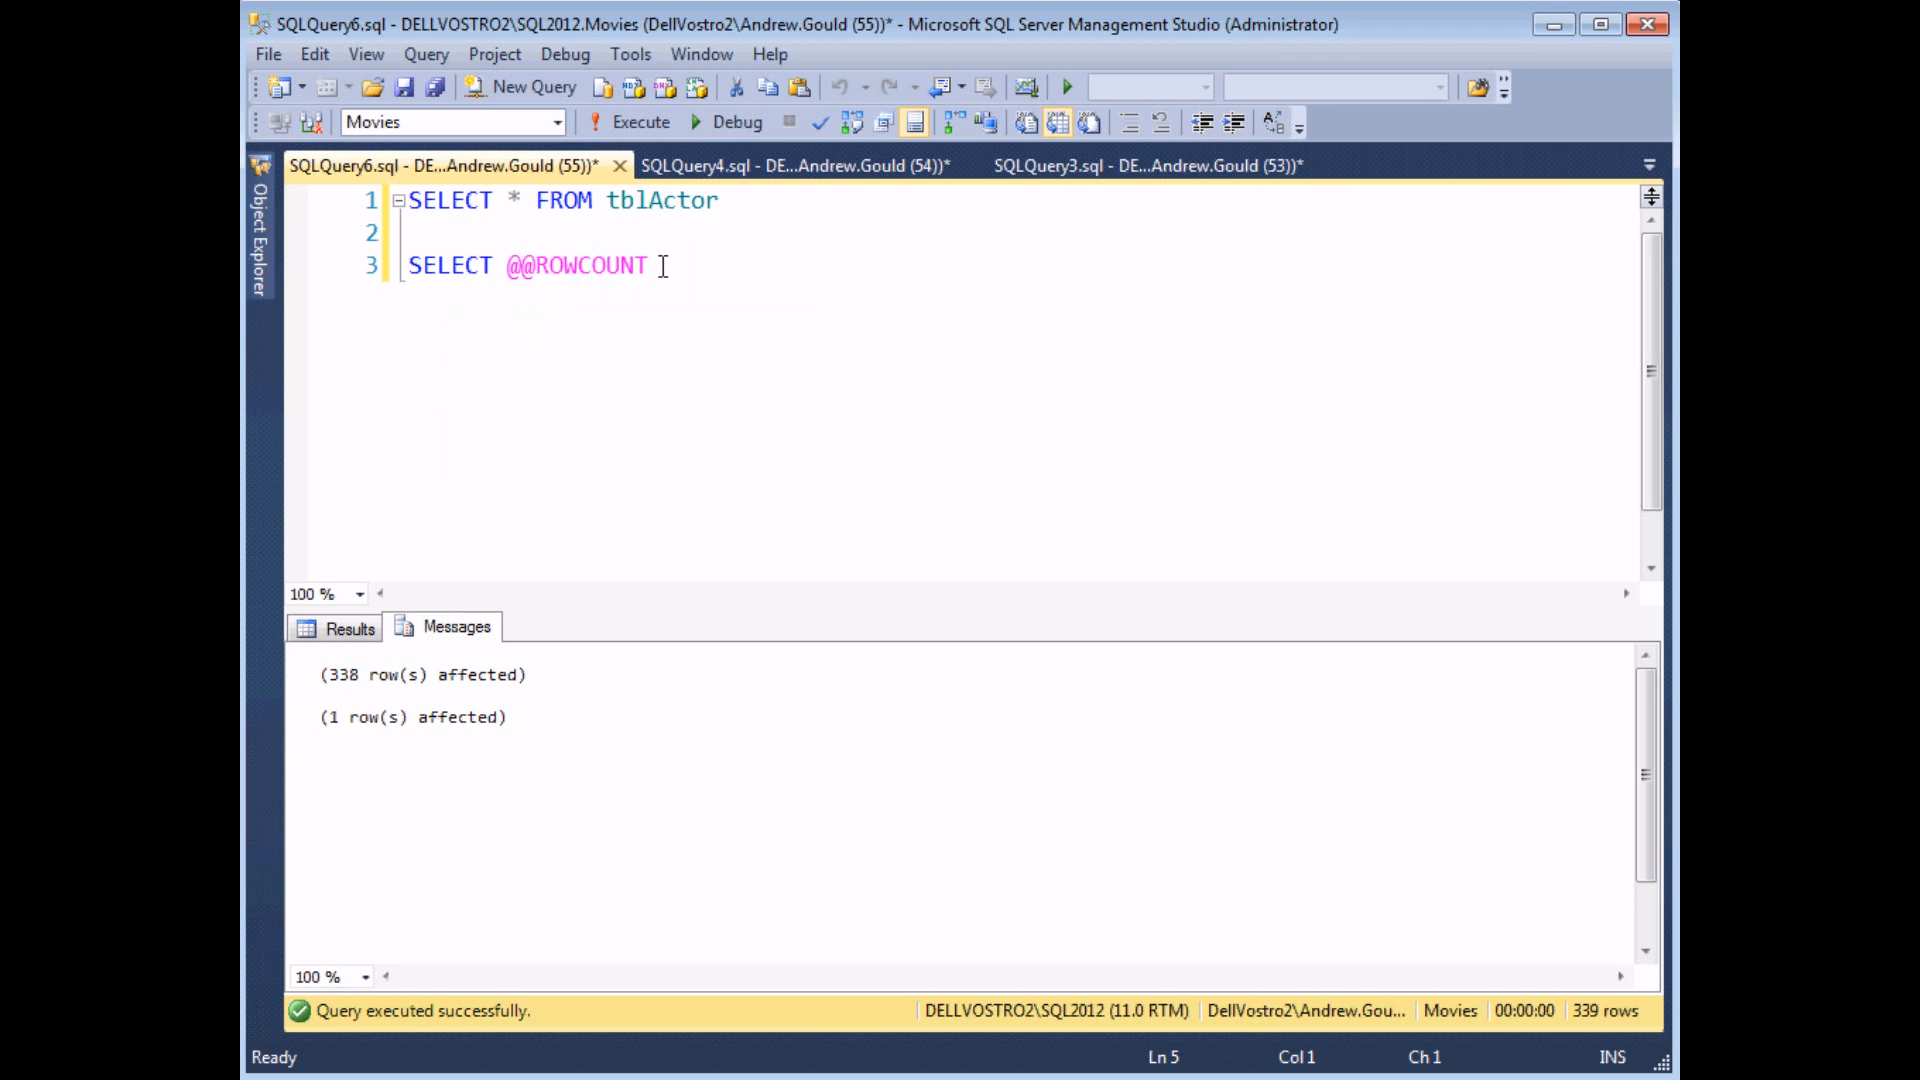 SQLQuery6.sql - DELLVOSTRO2\SQL2012.Movies (DellVostro2\Andrew.Gould (55))* - Microsoft SQL Server Management Studio (Administrator)
File Edit View Query Project Debug Tools Window Help
New Query
Movies Execute Debug
SQLQuery6.sql - DE...Andrew.Gould (55))* SQLQuery4.sql - DE...Andrew.Gould (54))* SQLQuery3.sql - DE...Andrew.Gould (53))*
Object Explorer
1 SELECT * FROM tblActor
2
3 SELECT @@ROWCOUNT
100 %
Results Messages
(338 row(s) affected)
(1 row(s) affected)
100 %
Query executed successfully. DELLVOSTRO2\SQL2012 (11.0 RTM) DellVostro2\Andrew.Gou... Movies 00:00:00 339 rows
Ready Ln 5 Col 1 Ch 1 INS